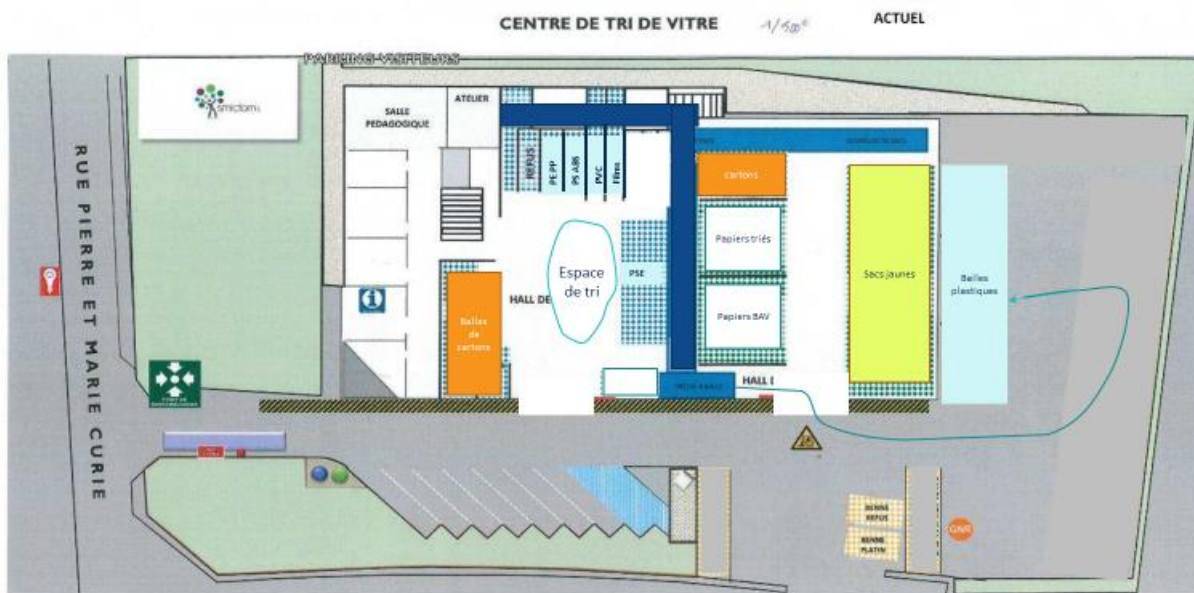 CENTRE DE TRI DE VITRE
1/500e
ACTUEL
PARKING VISITEURS
smictom
SALLE
PEDAGOGIQUE
ATELIER
REFUS
PE PP
PS ABS
PVC
Films
cartons
Papiers triés
Papiers BAV
Sacs jaunes
Balles
plastiques
Espace
de tri
PSE
HALL DE
Balles
de
cartons
HALL
RUE PIERRE ET MARIE CURIE
BENNE
REFUS
BENNE
PLATIN
GNR